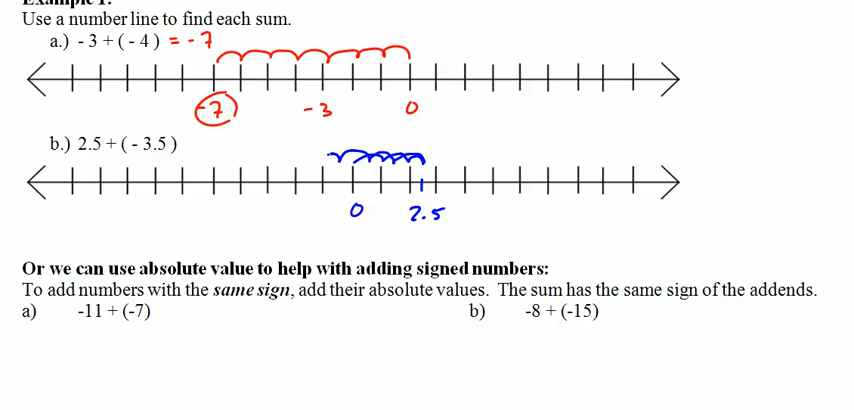 Example 1:
Use a number line to find each sum.
a.) - 3 + ( - 4 ) = - 7
-7 - 3 0
b.) 2.5 + ( - 3.5 )
0 2.5
Or we can use absolute value to help with adding signed numbers:
To add numbers with the same sign, add their absolute values. The sum has the same sign of the addends.
a) -11 + (-7) b) -8 + (-15)